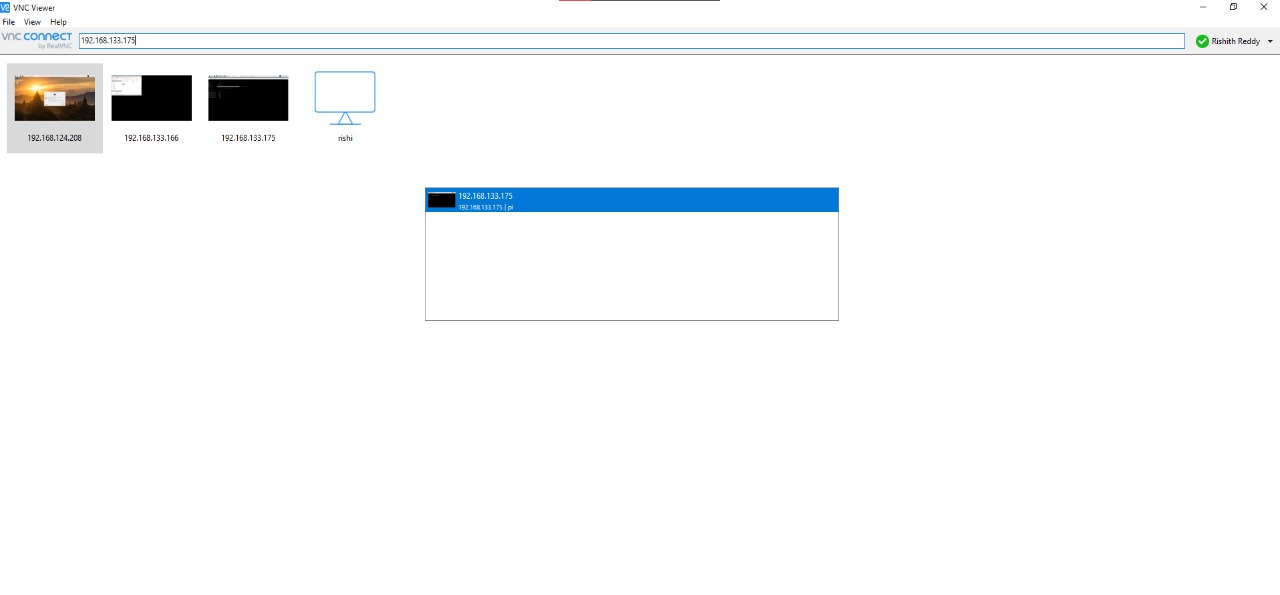 VNC Viewer
File View Help
vnc connect
by RealVNC
192.168.133.175
Rishith Reddy
192.168.124.208
192.168.133.166
192.168.133.175
rishi
192.168.133.175
192.168.133.175 | pi